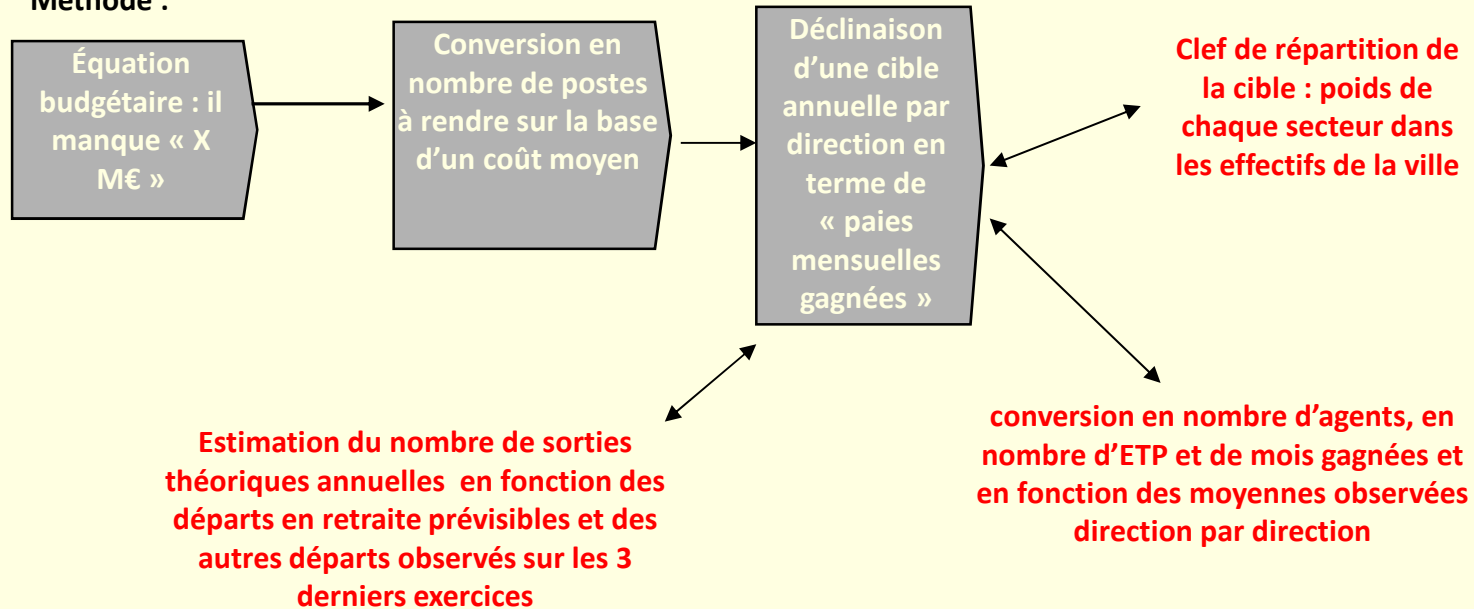 Méthode :
Équation
budgétaire : il
manque « X
M€ »
Conversion en
nombre de postes
à rendre sur la base
d’un coût moyen
Déclinaison
d’une cible
annuelle par
direction en
terme de
« paies
mensuelles
gagnées »
Clef de répartition de
la cible : poids de
chaque secteur dans
les effectifs de la ville
Estimation du nombre de sorties
théoriques annuelles en fonction des
départs en retraite prévisibles et des
autres départs observés sur les 3
derniers exercices
conversion en nombre d’agents, en
nombre d’ETP et de mois gagnées et
en fonction des moyennes observées
direction par direction